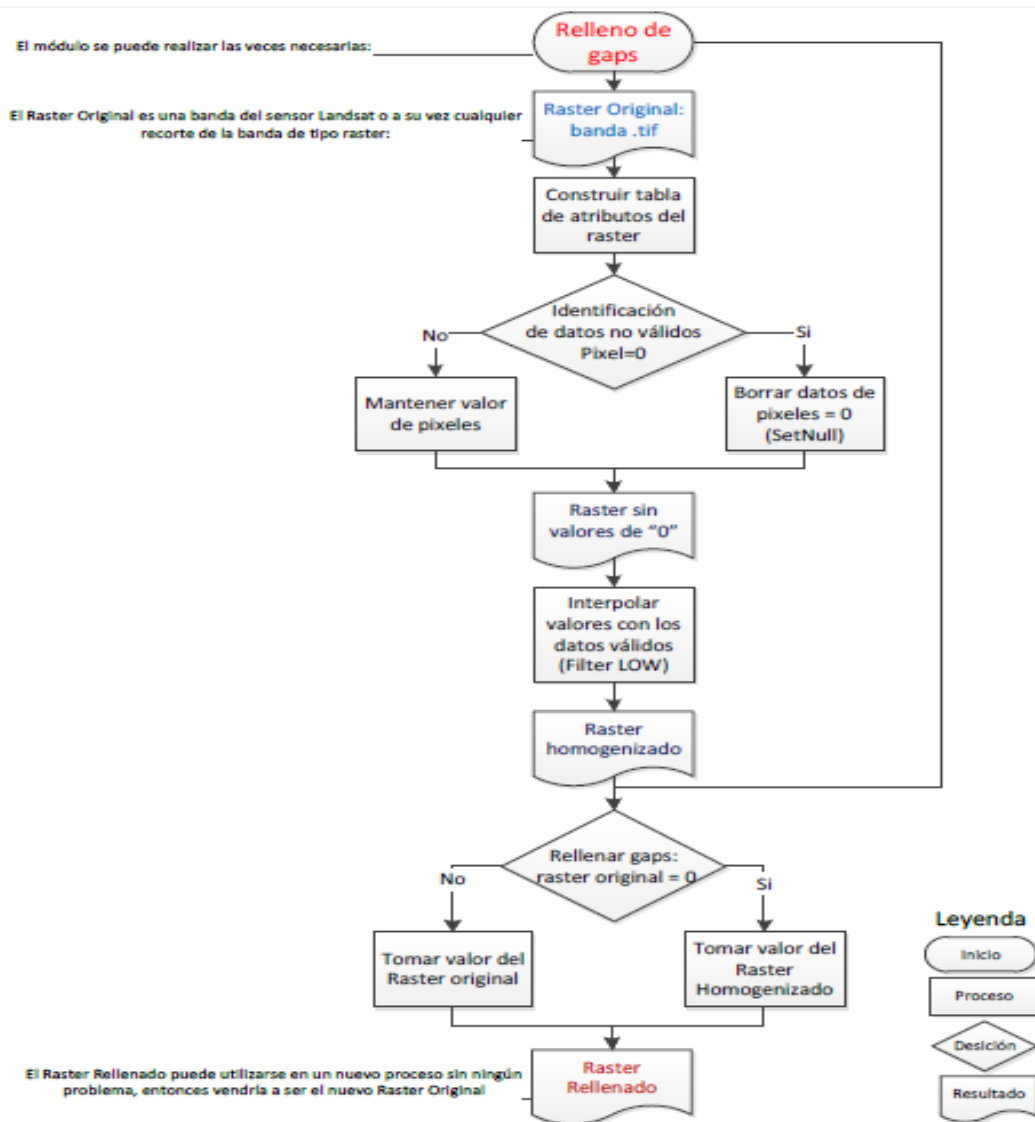 Relleno de
gaps
El módulo se puede realizar las veces necesarias:
El Raster Original es una banda del sensor Landsat o a su vez cualquier
recorte de la banda de tipo raster:
Raster Original:
banda .tif
Construir tabla
de atributos del
raster
Identificación
de datos no válidos
Pixel=0
No
Si
Mantener valor
de pixeles
Borrar datos de
pixeles = 0
(SetNull)
Raster sin
valores de “0”
Interpolar
valores con los
datos válidos
(Filter LOW)
Raster
homogenizado
Rellenar gaps:
raster original = 0
No
Si
Tomar valor del
Raster original
Tomar valor del
Raster
Homogenizado
El Raster Rellenado puede utilizarse en un nuevo proceso sin ningún
problema, entonces vendría a ser el nuevo Raster Original
Raster
Rellenado
Leyenda
Inicio
Proceso
Desición
Resultado